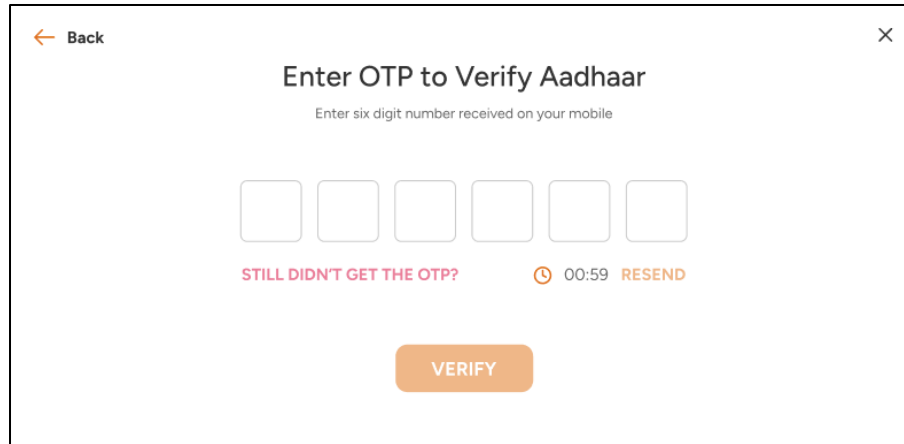 Back
Enter OTP to Verify Aadhaar
Enter six digit number received on your mobile
STILL DIDN'T GET THE OTP? 00:59 RESEND
VERIFY